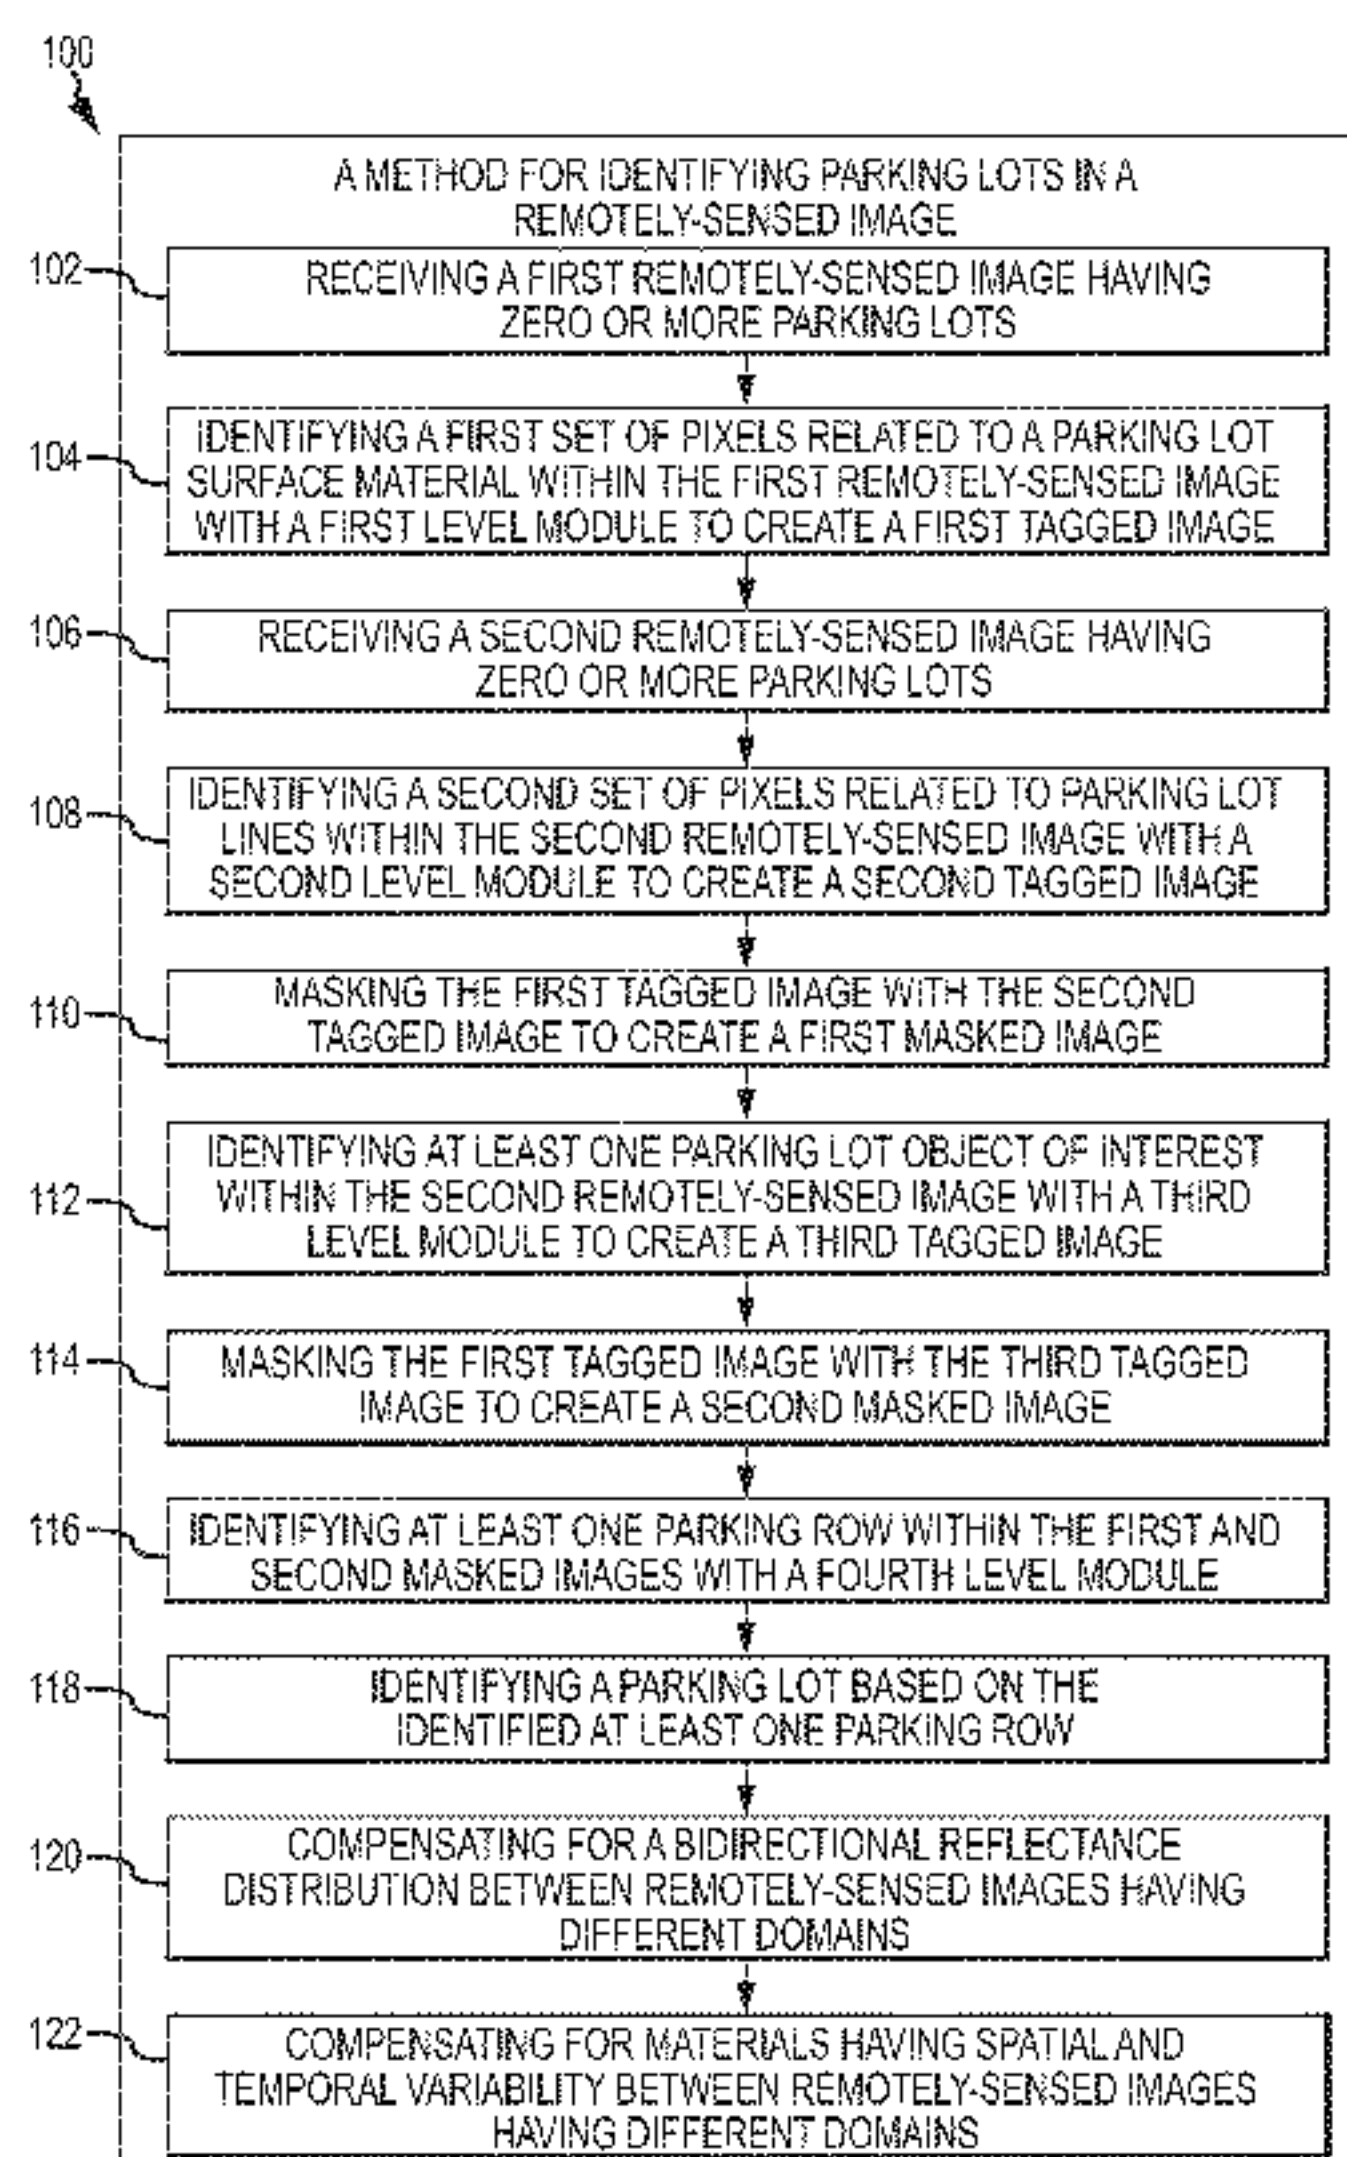 100
A METHOD FOR IDENTIFYING PARKING LOTS IN A
REMOTELY-SENSED IMAGE
102
RECEIVING A FIRST REMOTELY-SENSED IMAGE HAVING
ZERO OR MORE PARKING LOTS
104
IDENTIFYING A FIRST SET OF PIXELS RELATED TO A PARKING LOT
SURFACE MATERIAL WITHIN THE FIRST REMOTELY-SENSED IMAGE
WITH A FIRST LEVEL MODULE TO CREATE A FIRST TAGGED IMAGE
106
RECEIVING A SECOND REMOTELY-SENSED IMAGE HAVING
ZERO OR MORE PARKING LOTS
108
IDENTIFYING A SECOND SET OF PIXELS RELATED TO PARKING LOT
LINES WITHIN THE SECOND REMOTELY-SENSED IMAGE WITH A
SECOND LEVEL MODULE TO CREATE A SECOND TAGGED IMAGE
110
MASKING THE FIRST TAGGED IMAGE WITH THE SECOND
TAGGED IMAGE TO CREATE A FIRST MASKED IMAGE
112
IDENTIFYING AT LEAST ONE PARKING LOT OBJECT OF INTEREST
WITHIN THE SECOND REMOTELY-SENSED IMAGE WITH A THIRD
LEVEL MODULE TO CREATE A THIRD TAGGED IMAGE
114
MASKING THE FIRST TAGGED IMAGE WITH THE THIRD TAGGED
IMAGE TO CREATE A SECOND MASKED IMAGE
116
IDENTIFYING AT LEAST ONE PARKING ROW WITHIN THE FIRST AND
SECOND MASKED IMAGES WITH A FOURTH LEVEL MODULE
118
IDENTIFYING A PARKING LOT BASED ON THE
IDENTIFIED AT LEAST ONE PARKING ROW
120
COMPENSATING FOR A BIDIRECTIONAL REFLECTANCE
DISTRIBUTION BETWEEN REMOTELY-SENSED IMAGES HAVING
DIFFERENT DOMAINS
122
COMPENSATING FOR MATERIALS HAVING SPATIAL AND
TEMPORAL VARIABILITY BETWEEN REMOTELY-SENSED IMAGES
HAVING DIFFERENT DOMAINS